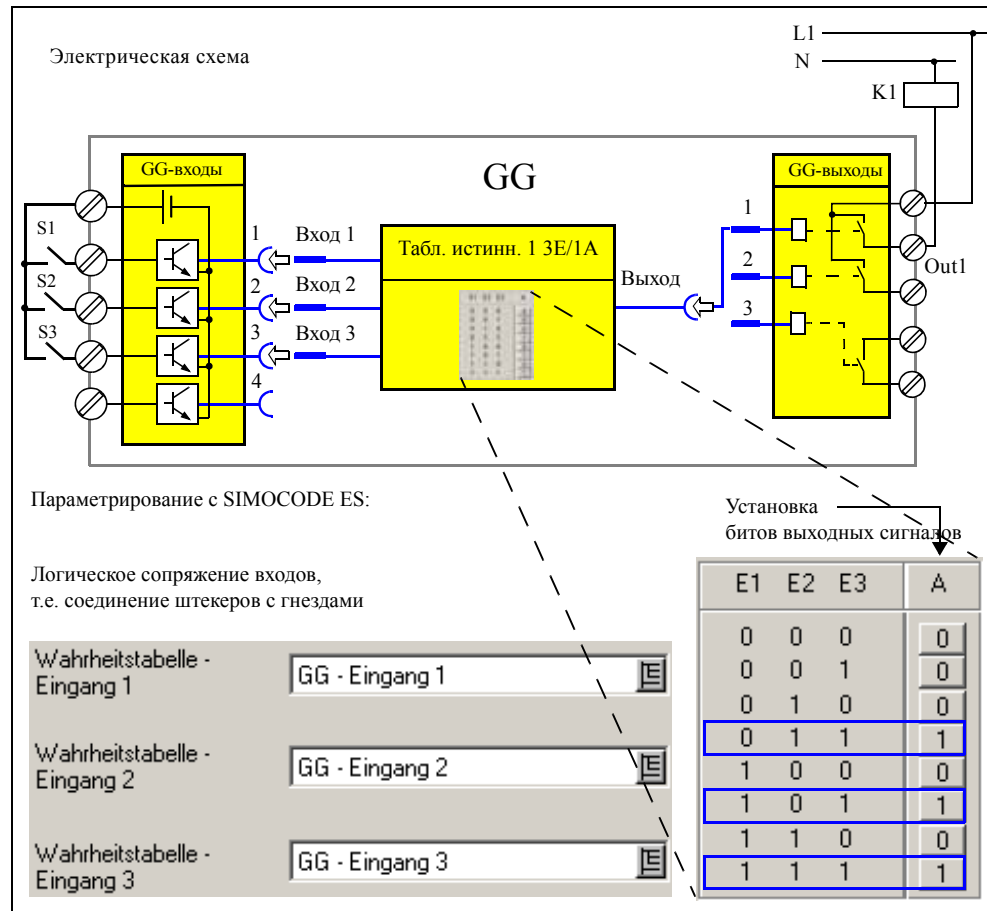 Электрическая схема
L1
N
K1
GG-входы
GG
GG-выходы
S1
S2
S3
1
2
3
4
Вход 1
Вход 2
Вход 3
Табл. истинн. 1 3E/1A
Выход
1
2
3
Out1
Параметрирование с SIMOCODE ES:
Установка
битов выходных сигналов
Логическое сопряжение входов,
т.е. соединение штекеров с гнездами
Wahrheitstabelle -
Eingang 1
GG - Eingang 1
Wahrheitstabelle -
Eingang 2
GG - Eingang 2
Wahrheitstabelle -
Eingang 3
GG - Eingang 3
E1 E2 E3 A
0 0 0 0
0 0 1 0
0 1 0 0
0 1 1 1
1 0 0 0
1 0 1 1
1 1 0 0
1 1 1 1